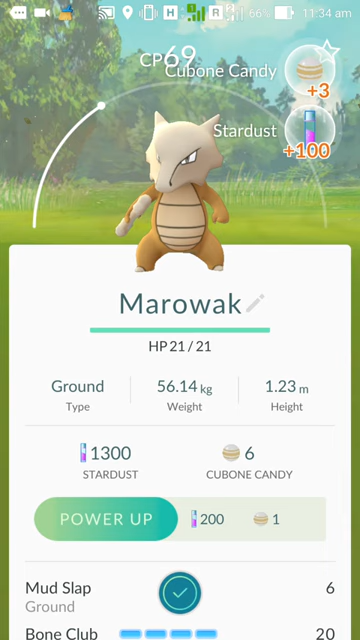 H R 66% 11:34 am
CP69
Cubone Candy
+3
Stardust
+100
Marowak
HP 21 / 21
Ground 56.14 kg 1.23 m
Type Weight Height
1300 6
STARDUST CUBONE CANDY
POWER UP 200 1
Mud Slap 6
Ground
Bone Club 20